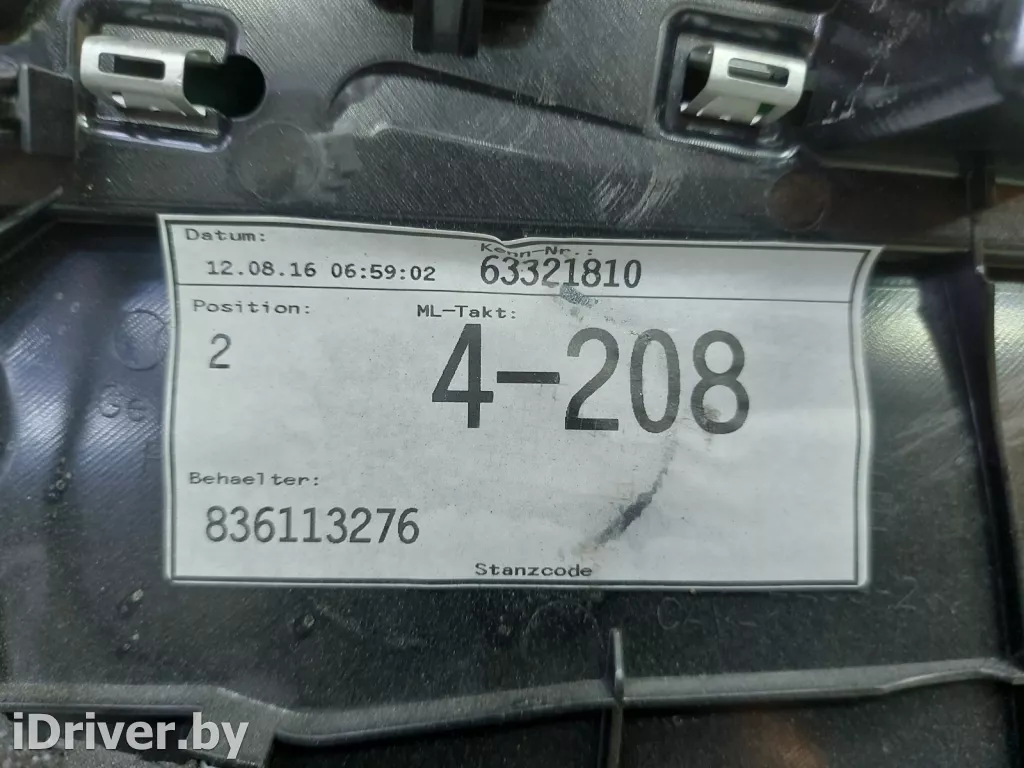 Datum: Kenn-Nr.:
12.08.16 06:59:02 63321810
Position: ML-Takt:
2 4-208
Behaelter:
836113276
Stanzcode
iDriver.by